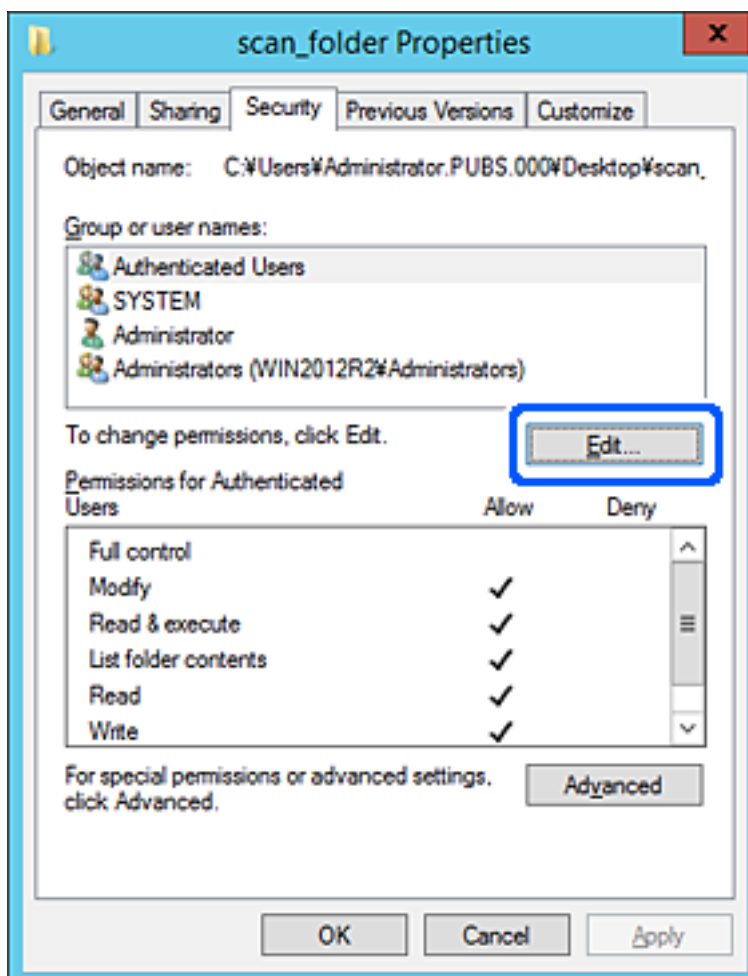 scan_folder Properties
x
General Sharing Security Previous Versions Customize
Object name: C:¥Users¥Administrator.PUBS.000¥Desktop¥scan_
Group or user names:
Authenticated Users
SYSTEM
Administrator
Administrators (WIN2012R2¥Administrators)
To change permissions, click Edit.
Edit...
Permissions for Authenticated
Users Allow Deny
Full control
Modify
Read & execute
List folder contents
Read
Write
For special permissions or advanced settings,
click Advanced.
Advanced
OK Cancel Apply